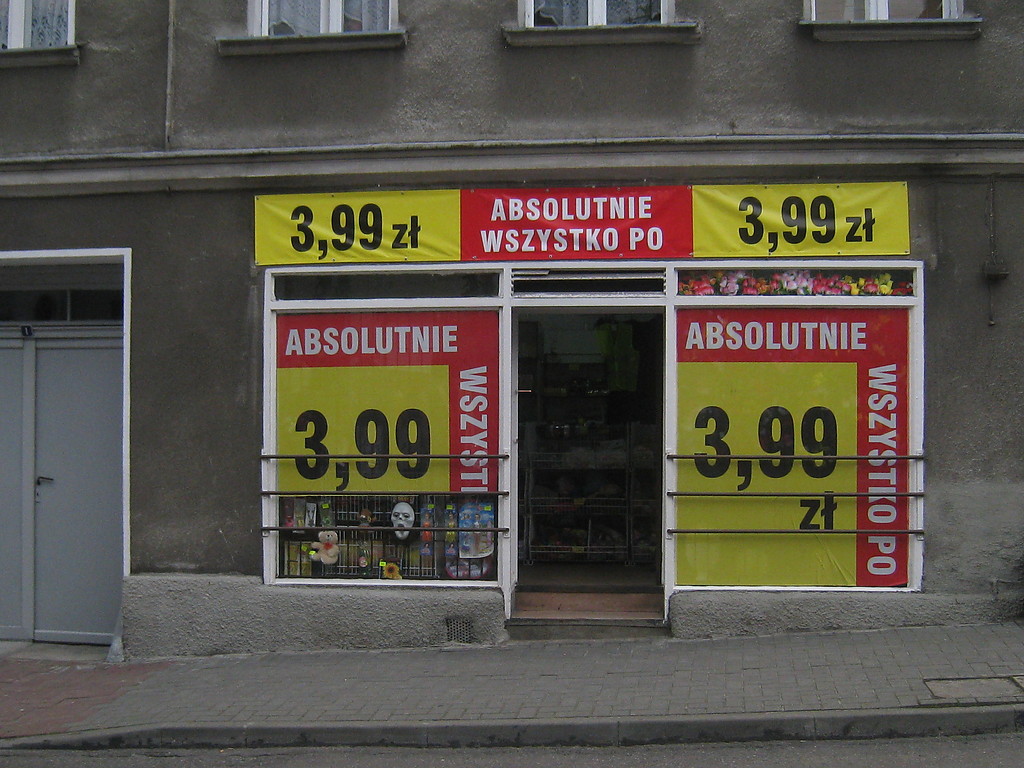 3,99 zł
ABSOLUTNIE
WSZYSTKO PO
3,99 zł
ABSOLUTNIE
WSZYST
3,99
ABSOLUTNIE
WSZYSTKO PO
3,99
zł
1